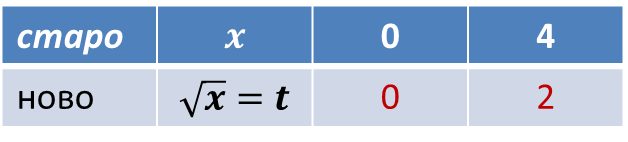 старо x 0 4
ново √x = t 0 2